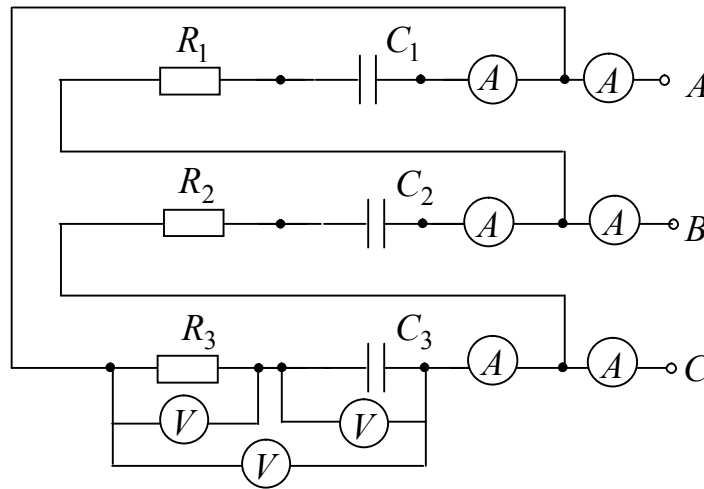 R₁ C₁ A A A
R₂ C₂ A A B
R₃ C₃ A A C
V V
V